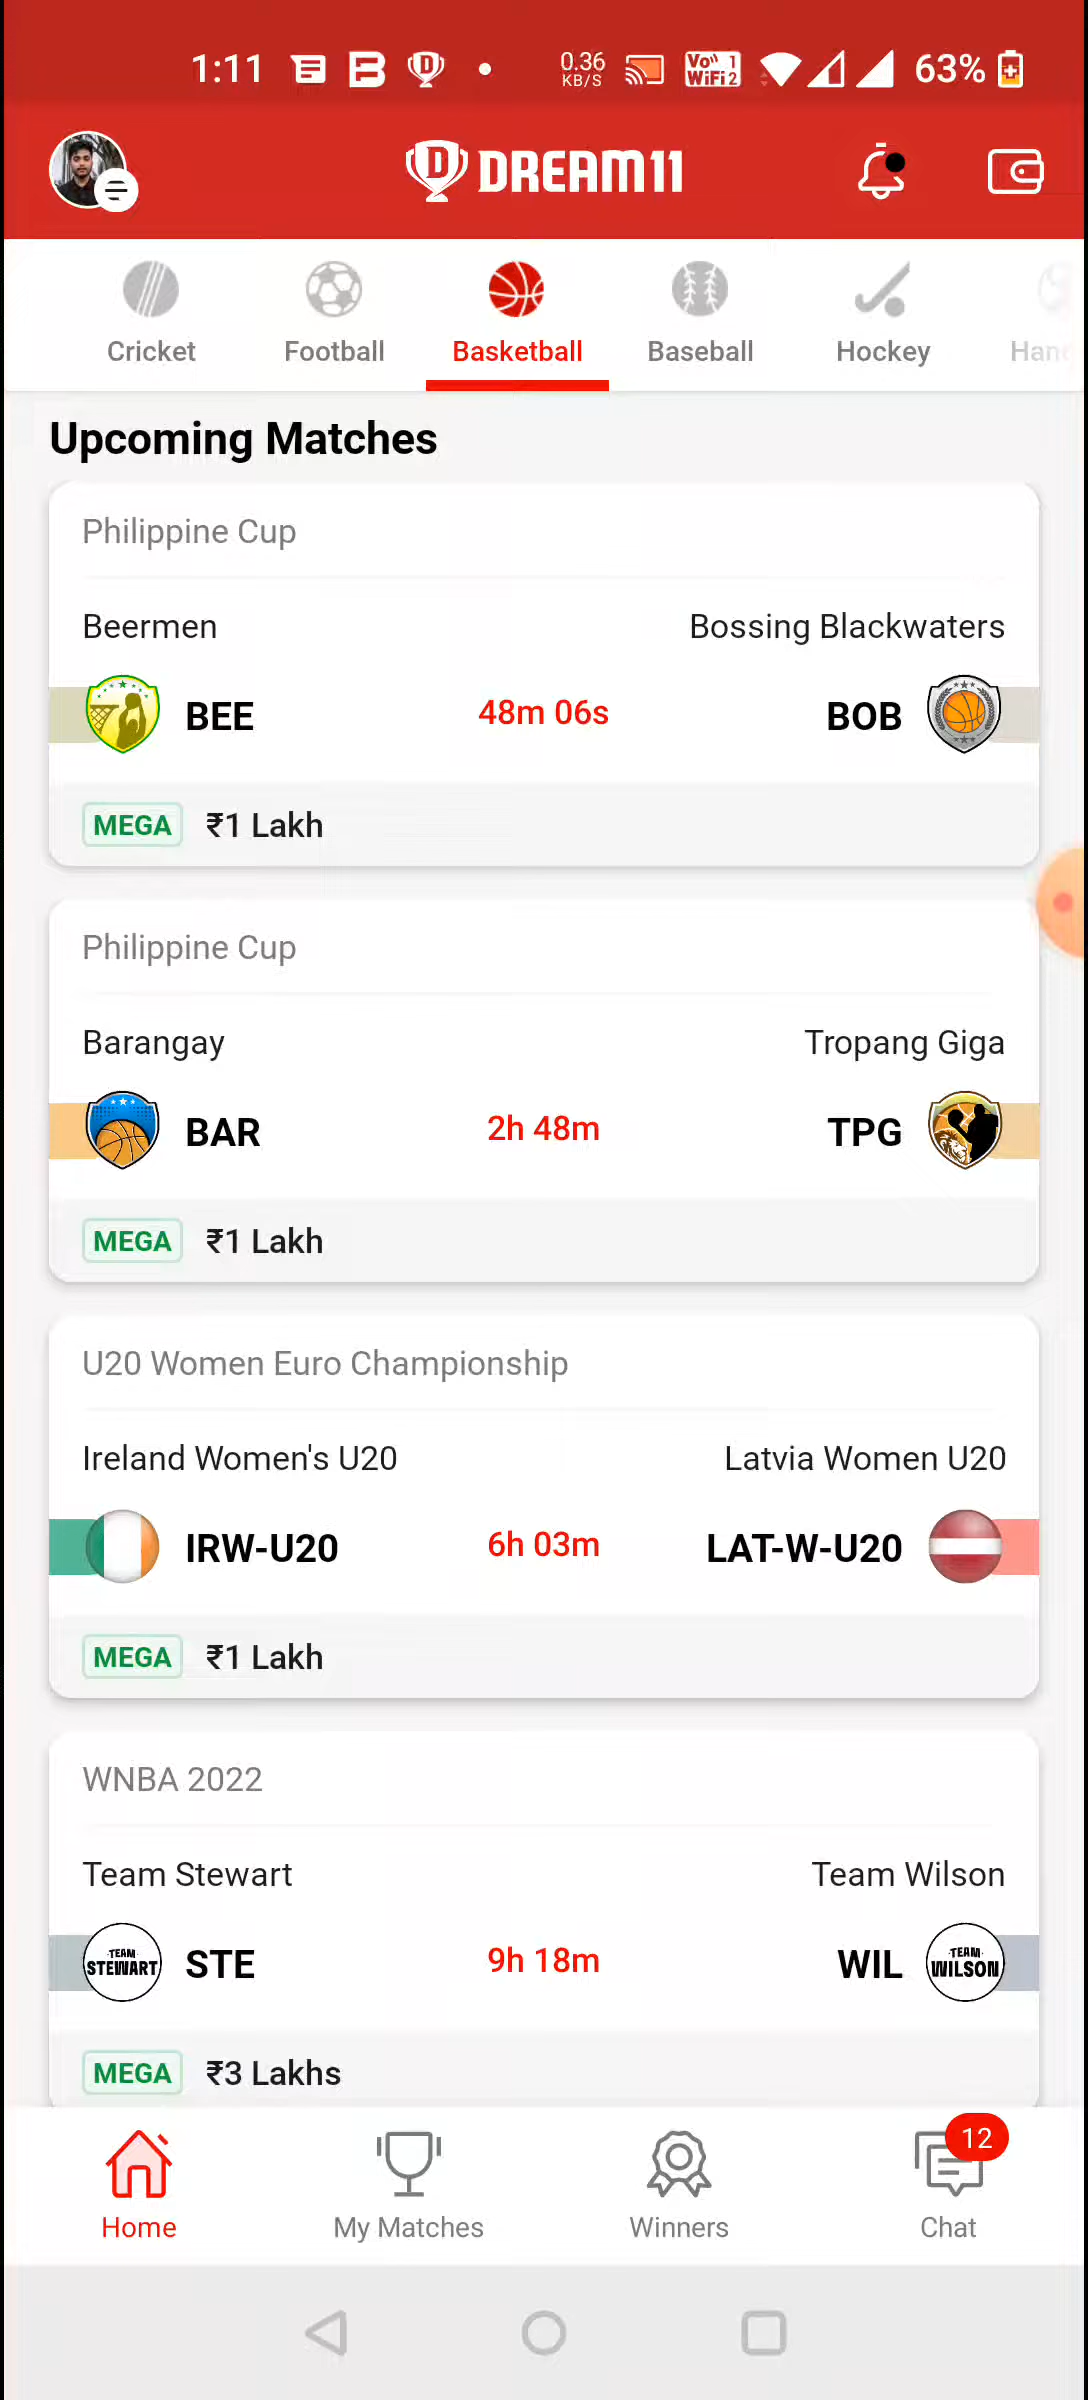 1:11
0.36
KB/S
Vo 1
WiFi 2
63%
DREAM11
Cricket
Football
Basketball
Baseball
Hockey
Upcoming Matches
Philippine Cup
Beermen
Bossing Blackwaters
BEE
48m 06s
BOB
MEGA
₹1 Lakh
Philippine Cup
Barangay
Tropang Giga
BAR
2h 48m
TPG
MEGA
₹1 Lakh
U20 Women Euro Championship
Ireland Women's U20
Latvia Women U20
IRW-U20
6h 03m
LAT-W-U20
MEGA
₹1 Lakh
WNBA 2022
Team Stewart
Team Wilson
TEAM
STEWART
STE
9h 18m
WIL
TEAM
WILSON
MEGA
₹3 Lakhs
12
Home
My Matches
Winners
Chat